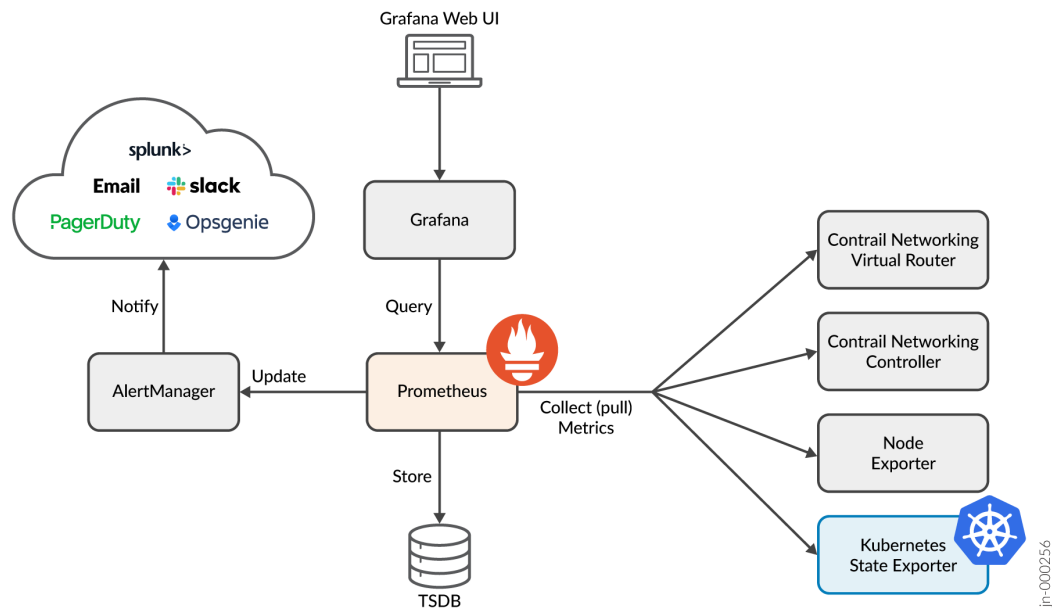 Grafana Web UI
splunk>
Email
slack
PagerDuty
Opsgenie
Grafana
Notify
Query
AlertManager
Update
Prometheus
Collect (pull)
Metrics
Store
TSDB
Contrail Networking
Virtual Router
Contrail Networking
Controller
Node
Exporter
Kubernetes
State Exporter
jn-000256